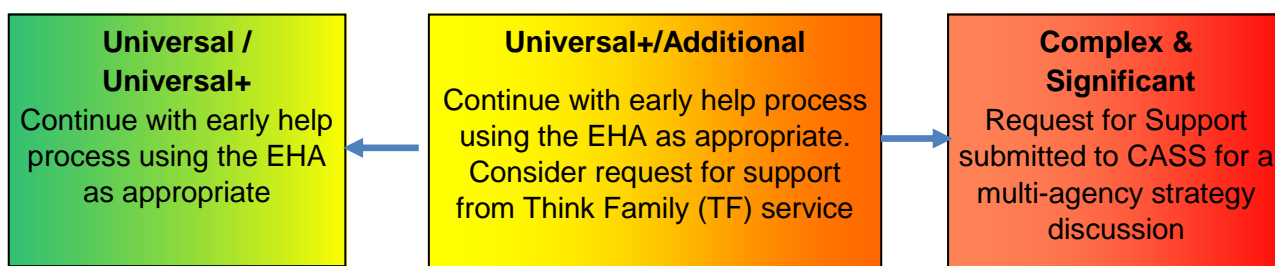 Universal /
Universal+
Continue with early help
process using the EHA
as appropriate
Universal+/Additional
Continue with early help process
using the EHA as appropriate.
Consider request for support
from Think Family (TF) service
Complex &
Significant
Request for Support
submitted to CASS for a
multi-agency strategy
discussion